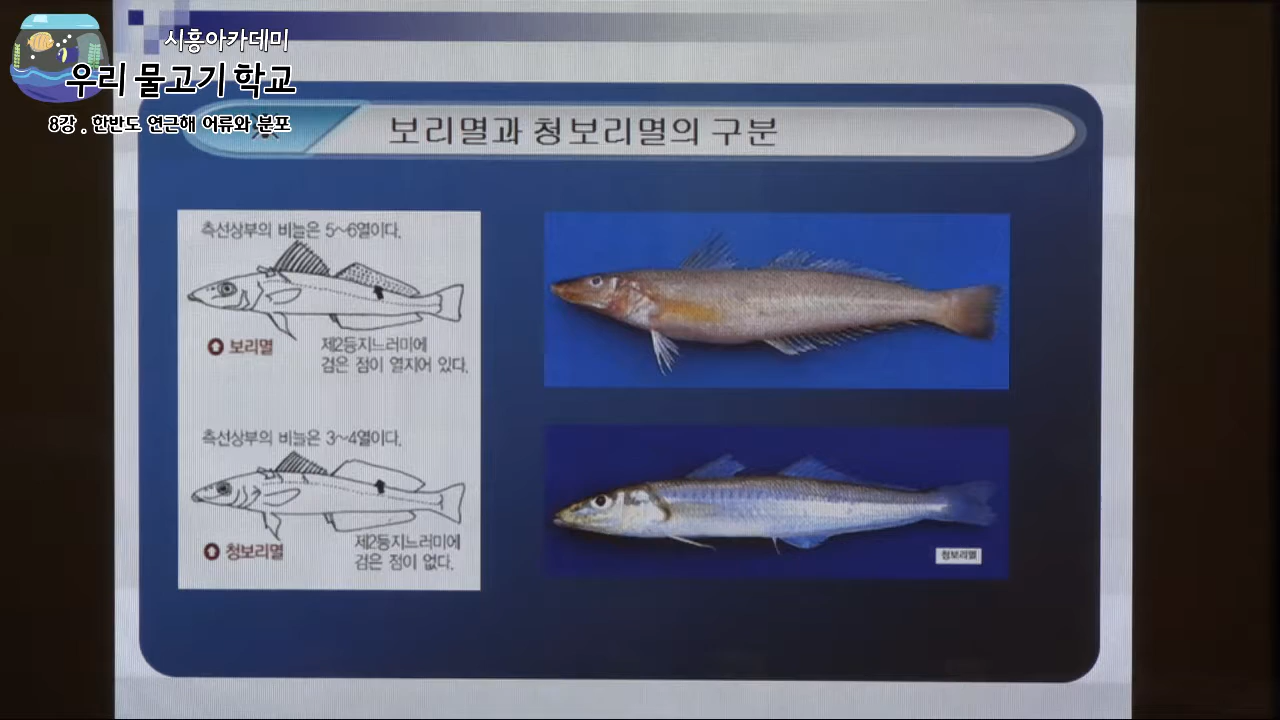 시흥아카데미
우리 물고기 학교
8강 . 한반도 연근해 어류와 분포
보리멸과 청보리멸의 구분
측선상부의 비늘은 5~6열이다.
보리멸
제2등지느러미에
검은 점이 열지어 있다.
측선상부의 비늘은 3~4열이다.
청보리멸
제2등지느러미에
검은 점이 없다.
청보리멸